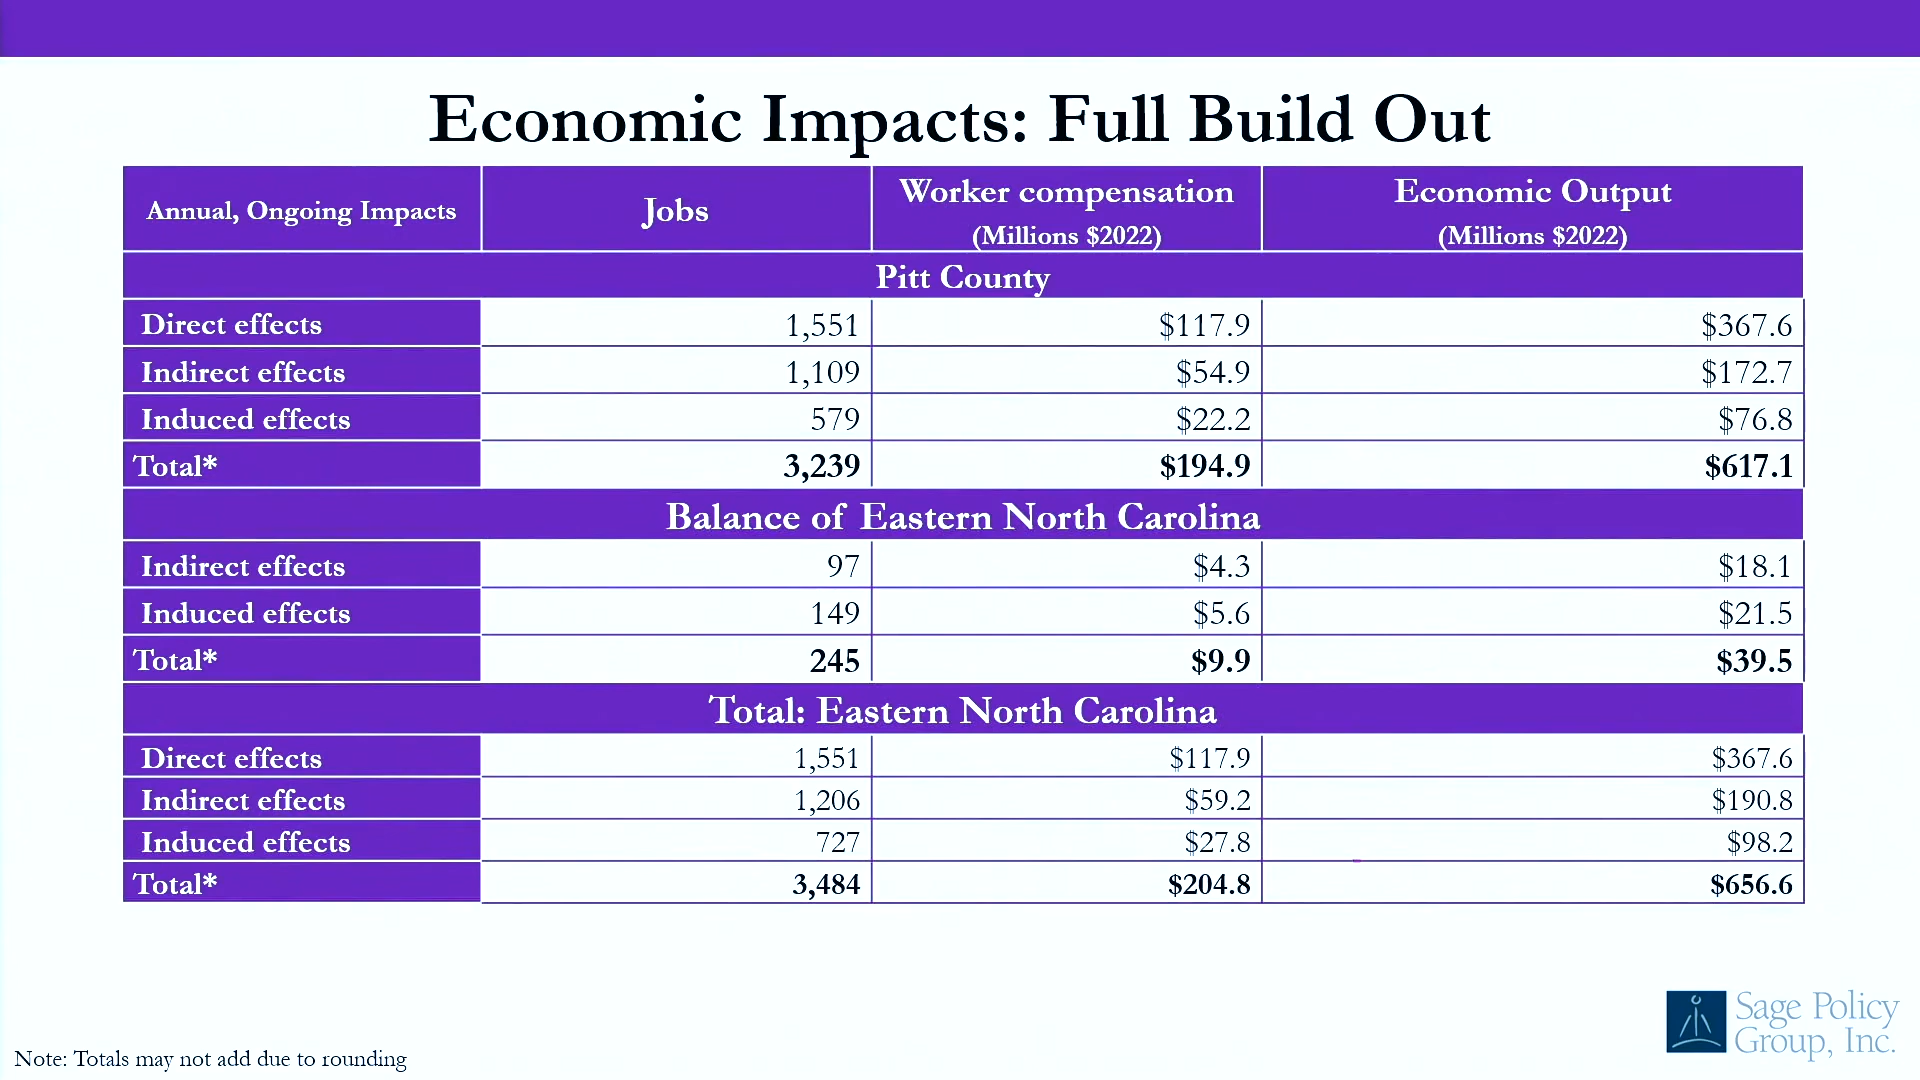 Economic Impacts: Full Build Out
Annual, Ongoing Impacts Jobs Worker compensation (Millions $2022) Economic Output (Millions $2022)
Pitt County
Direct effects 1,551 $117.9 $367.6
Indirect effects 1,109 $54.9 $172.7
Induced effects 579 $22.2 $76.8
Total* 3,239 $194.9 $617.1
Balance of Eastern North Carolina
Indirect effects 97 $4.3 $18.1
Induced effects 149 $5.6 $21.5
Total* 245 $9.9 $39.5
Total: Eastern North Carolina
Direct effects 1,551 $117.9 $367.6
Indirect effects 1,206 $59.2 $190.8
Induced effects 727 $27.8 $98.2
Total* 3,484 $204.8 $656.6
Sage Policy
Group, Inc.
Note: Totals may not add due to rounding